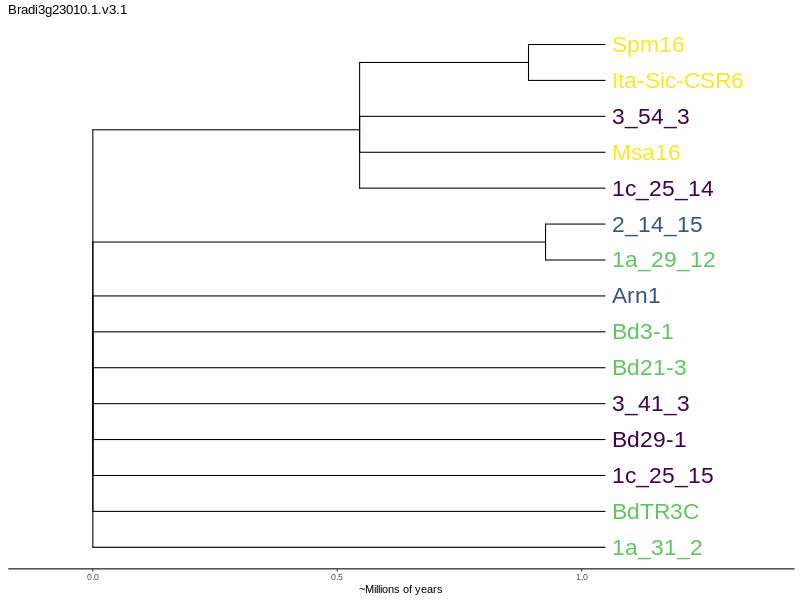 Bradi3g23010.1.v3.1
Spm16
Ita-Sic-CSR6
3_54_3
Msa16
1c_25_14
2_14_15
1a_29_12
Arn1
Bd3-1
Bd21-3
3_41_3
Bd29-1
1c_25_15
BdTR3C
1a_31_2
0.0 0.5 1.0
~Millions of years